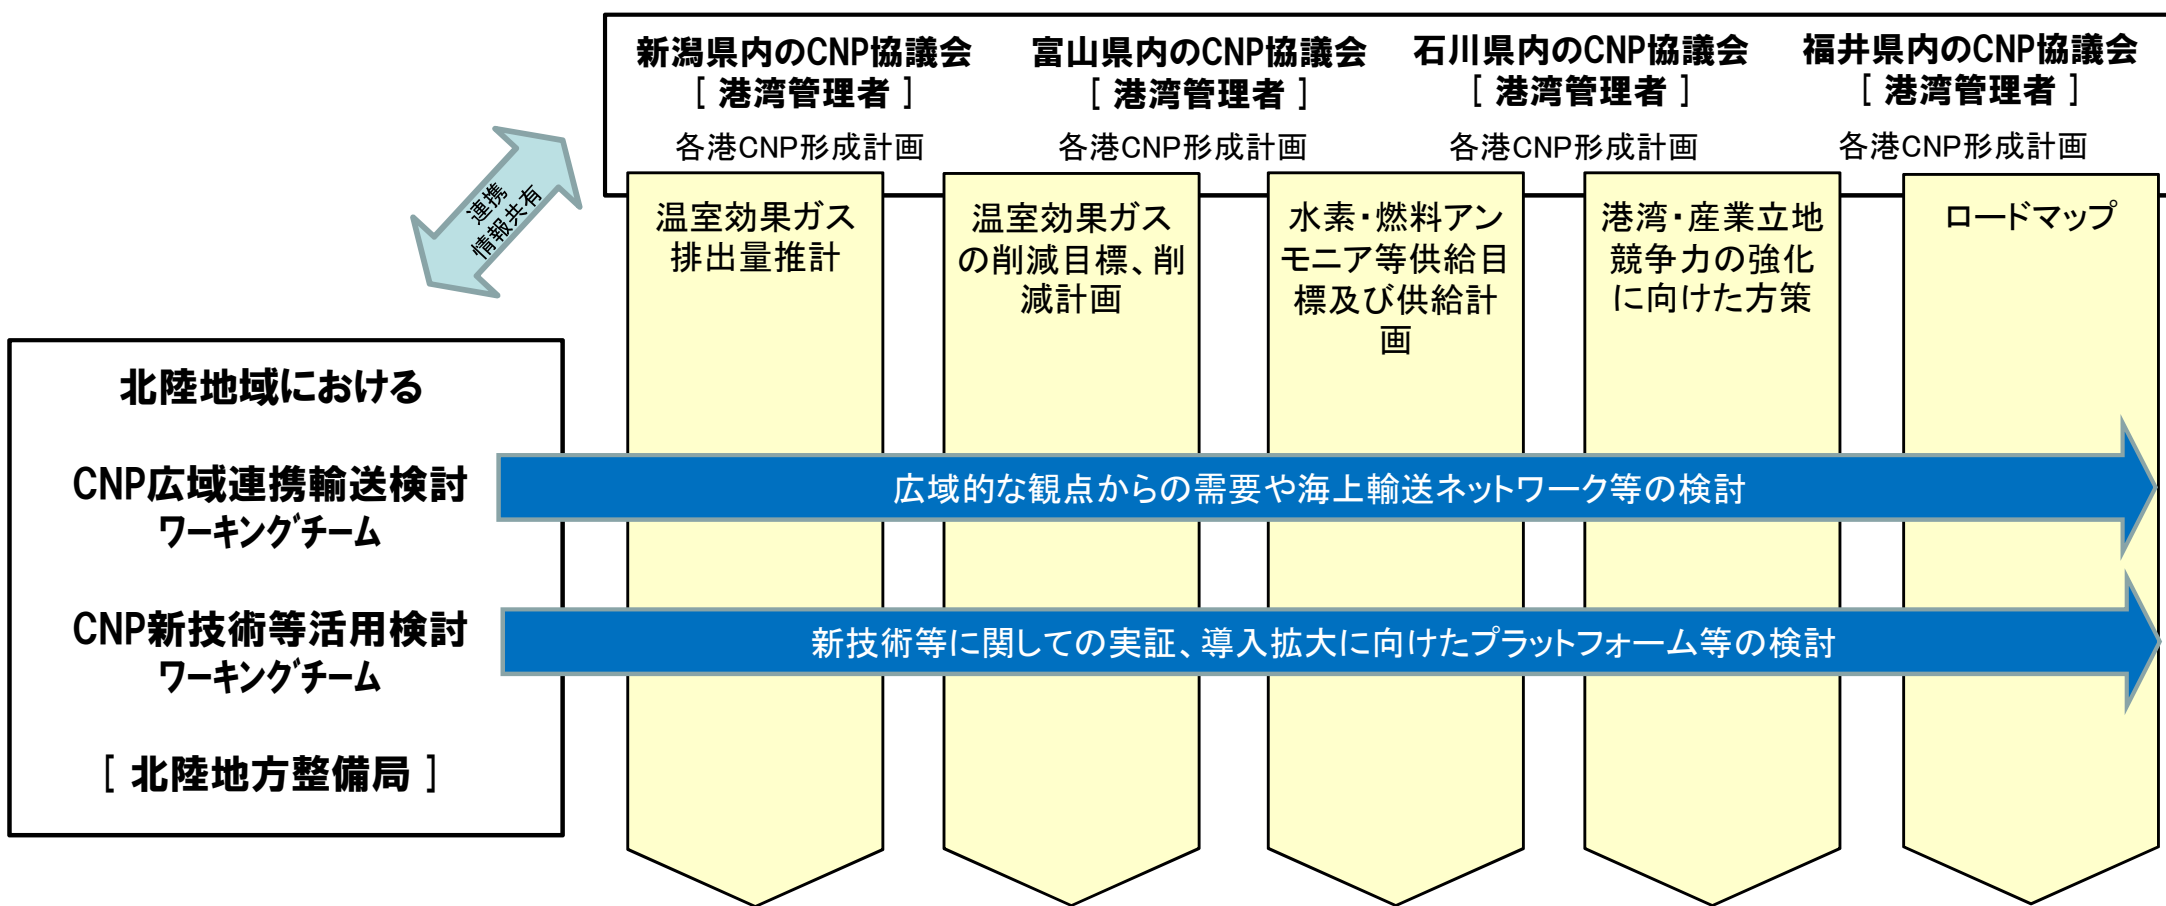 新潟県内のCNP協議会
[ 港湾管理者 ]
各港CNP形成計画
富山県内のCNP協議会
[ 港湾管理者 ]
各港CNP形成計画
石川県内のCNP協議会
[ 港湾管理者 ]
各港CNP形成計画
福井県内のCNP協議会
[ 港湾管理者 ]
各港CNP形成計画
連携
情報共有
温室効果ガス
排出量推計
温室効果ガス
の削減目標、削
減計画
水素・燃料アン
モニア等供給目
標及び供給計
画
港湾・産業立地
競争力の強化
に向けた方策
ロードマップ
北陸地域における
CNP広域連携輸送検討
ワーキングチーム
広域的な観点からの需要や海上輸送ネットワーク等の検討
CNP新技術等活用検討
ワーキングチーム
新技術等に関しての実証、導入拡大に向けたプラットフォーム等の検討
[ 北陸地方整備局 ]